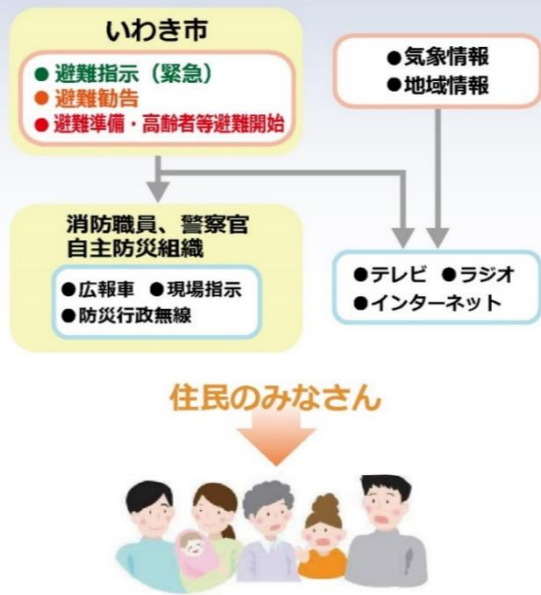 いわき市
●避難指示（緊急）
●避難勧告
●避難準備・高齢者等避難開始
●気象情報
●地域情報
消防職員、警察官
自主防災組織
●広報車 ●現場指示
●防災行政無線
●テレビ ●ラジオ
●インターネット
住民のみなさん